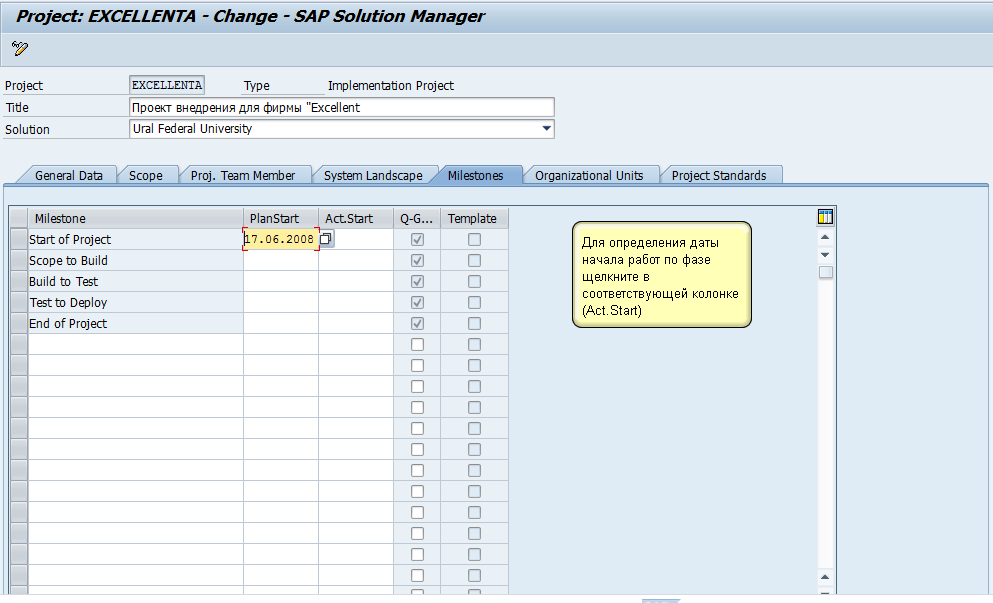 Project: EXCELLENTA - Change - SAP Solution Manager
Project EXCELLENTA Type Implementation Project
Title Проект внедрения для фирмы "Excellent
Solution Ural Federal University
General Data Scope Proj. Team Member System Landscape Milestones Organizational Units Project Standards
Milestone PlanStart Act.Start Q-G... Template
Start of Project 17.06.2008
Scope to Build
Build to Test
Test to Deploy
End of Project
Для определения даты
начала работ по фазе
щелкните в
соответствующей колонке
(Act.Start)